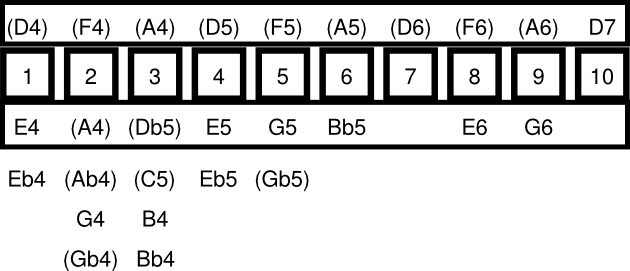 (D4) (F4) (A4) (D5) (F5) (A5) (D6) (F6) (A6) D7
1 2 3 4 5 6 7 8 9 10
E4 (A4) (Db5) E5 G5 Bb5 E6 G6
Eb4 (Ab4) (C5) Eb5 (Gb5)
G4 B4
(Gb4) Bb4